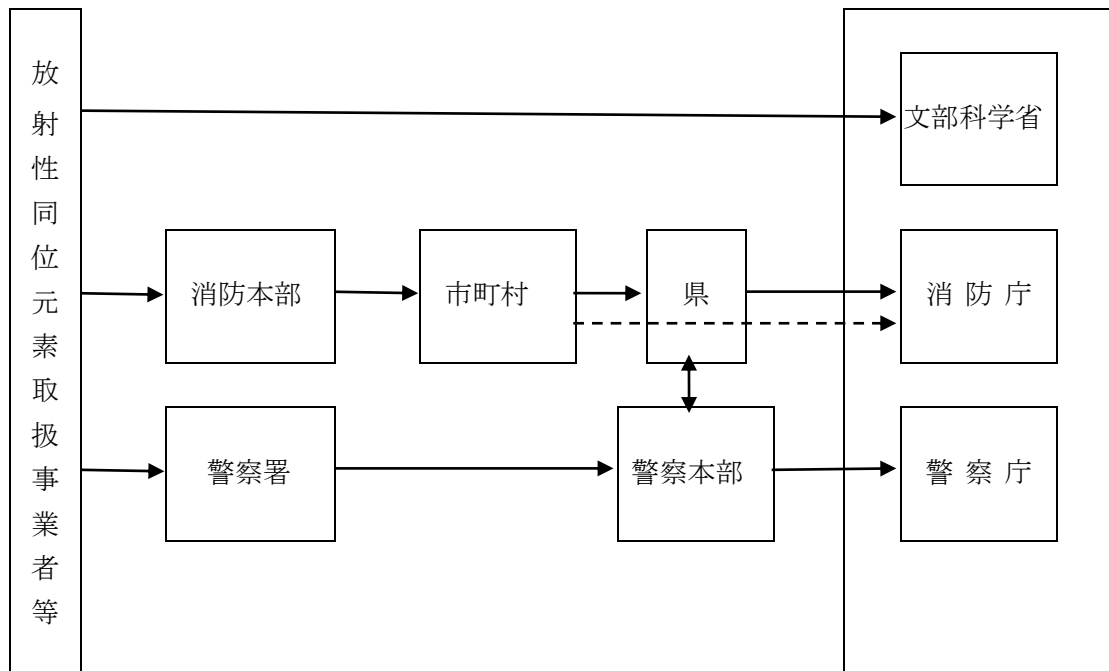 放射性同位元素取扱事業者等
文部科学省
消防本部
市町村
県
消 防 庁
警察署
警察本部
警 察 庁